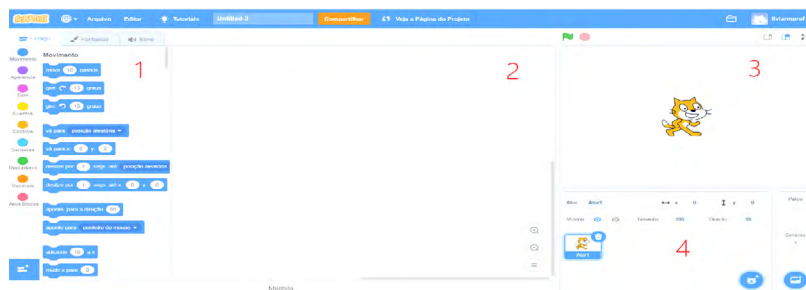 SCRATCH Arquivo Editar Tutoriais Untitled 3 Compartilhar Veja a Página do Projeto
Código Fantasias Sons
Movimento
Movimento
mova 10 passos
Aparência
gire 15 graus
Som
gire 15 graus
Eventos
Controle
vá para posição aleatória
Sensores
vá para x: 0 y: 0
Operadores
deslize por 1 segs. até posição aleatória
Variáveis
deslize por 1 segs. até x: 0 y: 0
Meus Blocos
aponte para a direção 90
aponte para ponteiro do mouse
adicione 10 a x
mude x para 0
1
2
3
Ator Ator1 x 0 y 0
Mostrar Tamanho 100 Direção 90
Ator1
4
Palco
Mochila